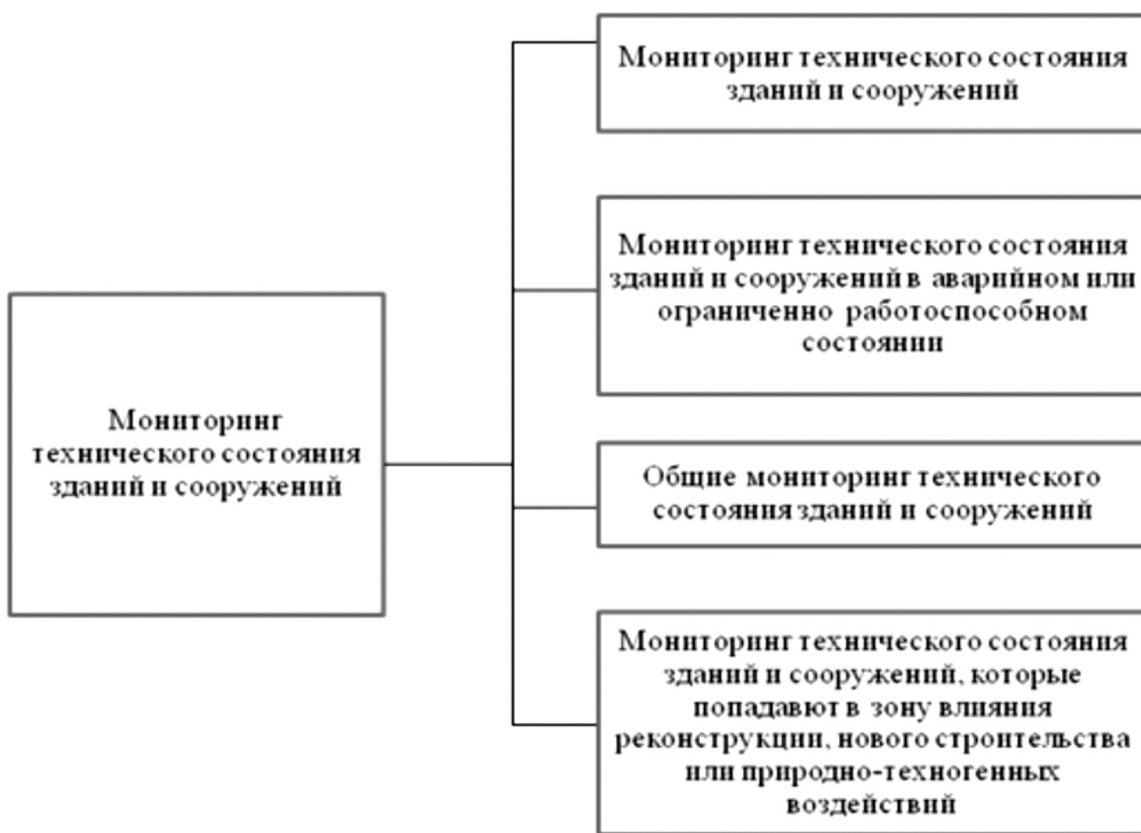 Мониторинг
технического состояния
зданий и сооружений
Мониторинг технического состояния
зданий и сооружений
Мониторинг технического состояния
зданий и сооружений в аварийном или
ограниченно работоспособном
состоянии
Общие мониторинг технического
состояния зданий и сооружений
Мониторинг технического состояния
зданий и сооружений, которые
попадавют в зону влияния
реконструкции, нового строительства
или природно-техногенных
воздействий